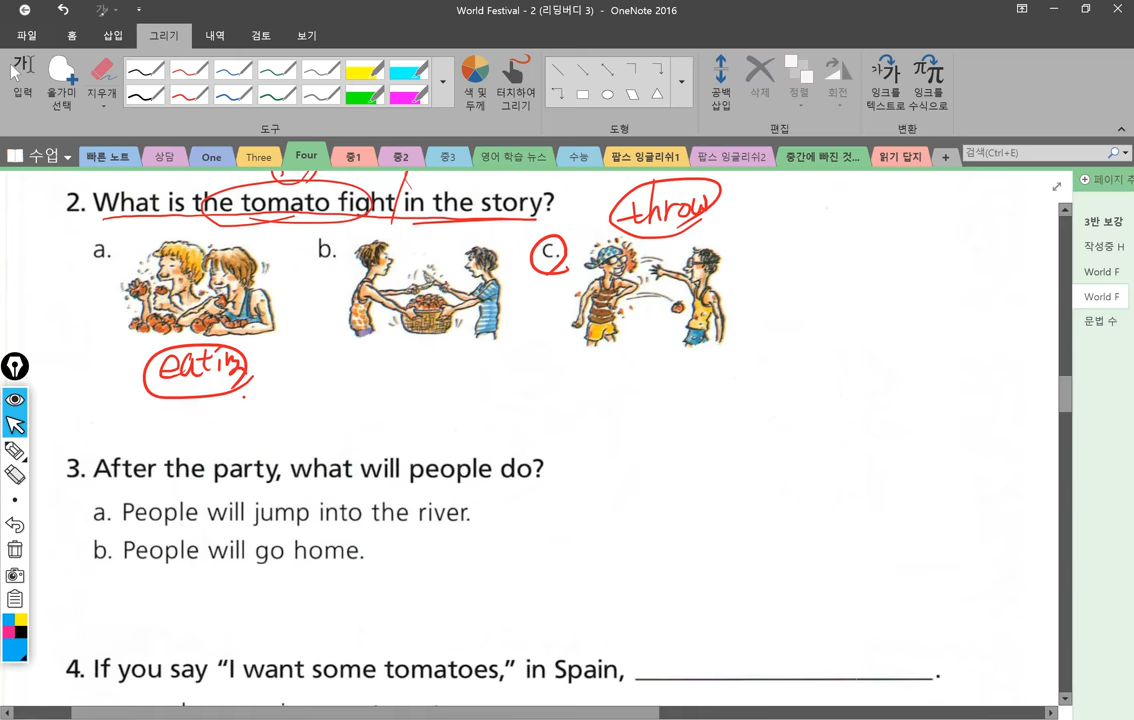 World Festival - 2 (리딩버디 3) - OneNote 2016
파일 홈 삽입 그리기 내역 검토 보기
입력 올가미 선택 지우개 색 및 두께 터치하여 그리기 공백 삽입 삭제 정렬 회전 잉크를 텍스트로 잉크를 수식으로
도구 도형 편집 변환
수업 빠른 노트 상담 One Three Four 중1 중2 중3 영어 학습 뉴스 수능 팝스 잉글리쉬1 팝스 잉글리쉬2 중간에 빠진 것... 읽기 답지 + 검색(Ctrl+E)
페이지 추
3반 보강
작성중 H
World F
World F
문법 수
2. What is the tomato fight in the story?
throw
a. b. c.
eating
3. After the party, what will people do?
a. People will jump into the river.
b. People will go home.
4. If you say “I want some tomatoes,” in Spain, ____________________.